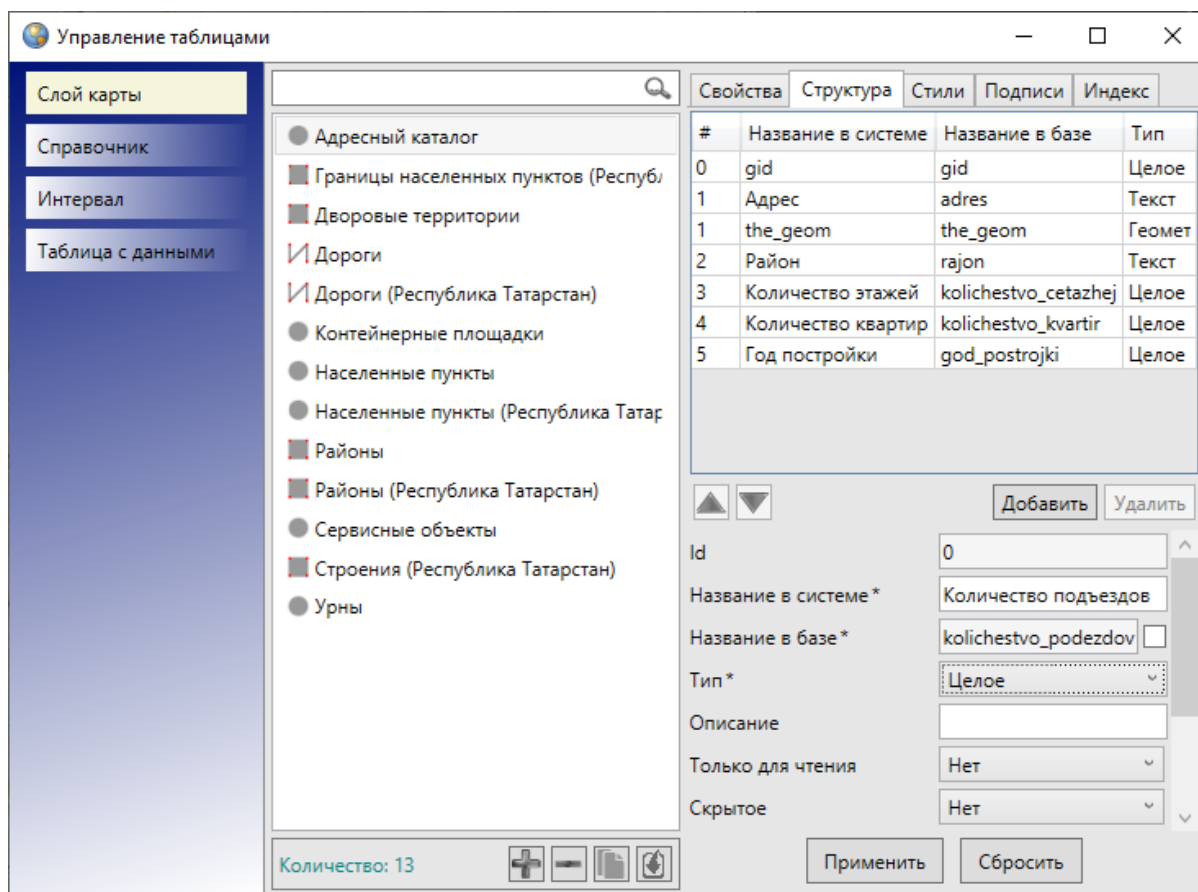 Управление таблицами
Слой карты
Справочник
Интервал
Таблица с данными
Адресный каталог
Границы населенных пунктов (Республ
Дворовые территории
Дороги
Дороги (Республика Татарстан)
Контейнерные площадки
Населенные пункты
Населенные пункты (Республика Татар
Районы
Районы (Республика Татарстан)
Сервисные объекты
Строения (Республика Татарстан)
Урны
Количество: 13
Свойства Структура Стили Подписи Индекс
# Название в системе Название в базе Тип
0 gid gid Целое
1 Адрес adres Текст
1 the_geom the_geom Геомет
2 Район rajon Текст
3 Количество этажей kolichestvo_cetazhej Целое
4 Количество квартир kolichestvo_kvartir Целое
5 Год постройки god_postrojki Целое
Добавить Удалить
Id 0
Название в системе* Количество подъездов
Название в базе* kolichestvo_podezdov
Тип* Целое
Описание
Только для чтения Нет
Скрытое Нет
Применить Сбросить